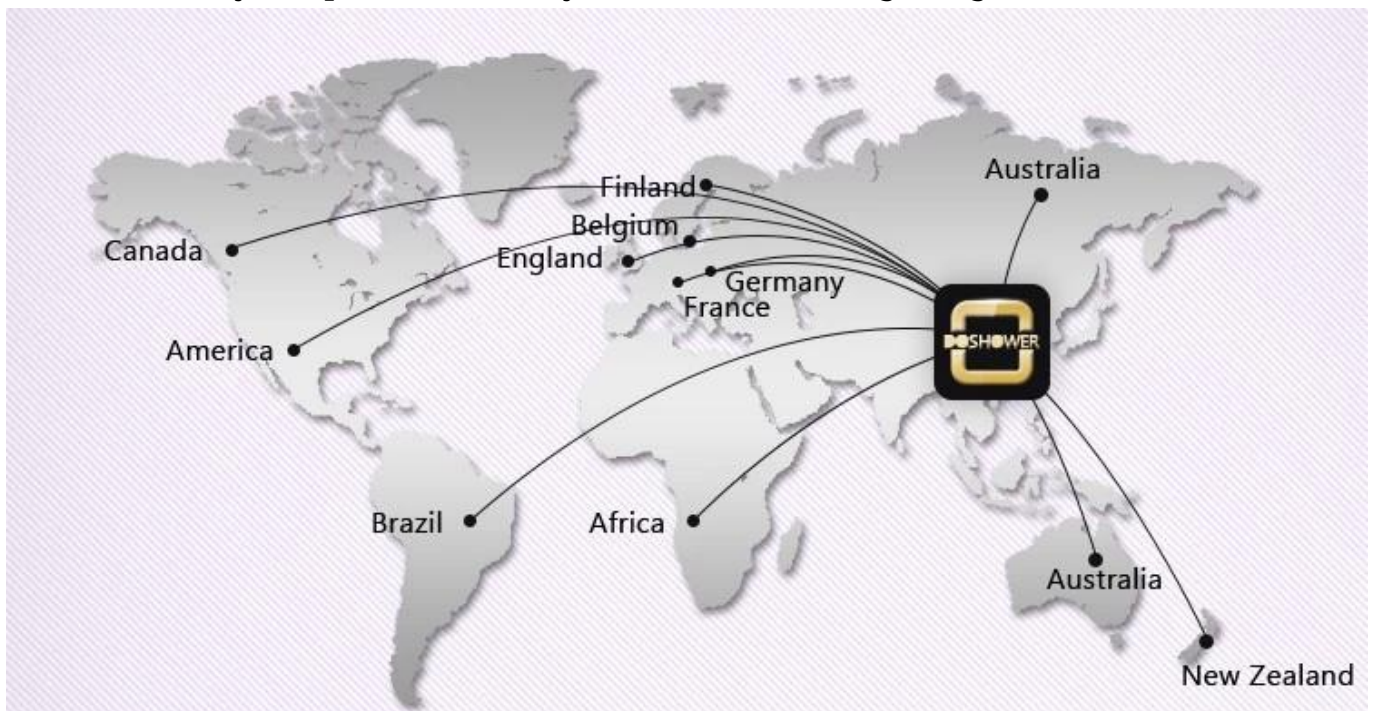 Australia
Finland
Belgium
Canada
England
Germany
France
DOSHOWER
America
Brazil
Africa
Australia
New Zealand